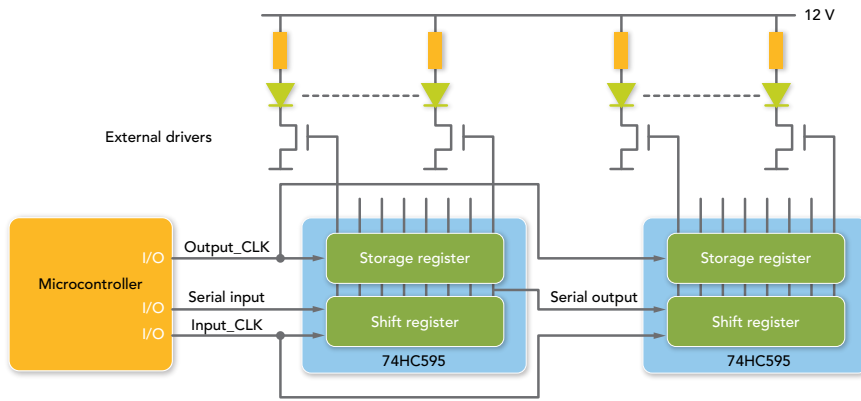 12 V
External drivers
Microcontroller
I/O
Output_CLK
I/O
Serial input
I/O
Input_CLK
Storage register
Shift register
74HC595
Serial output
Storage register
Shift register
74HC595